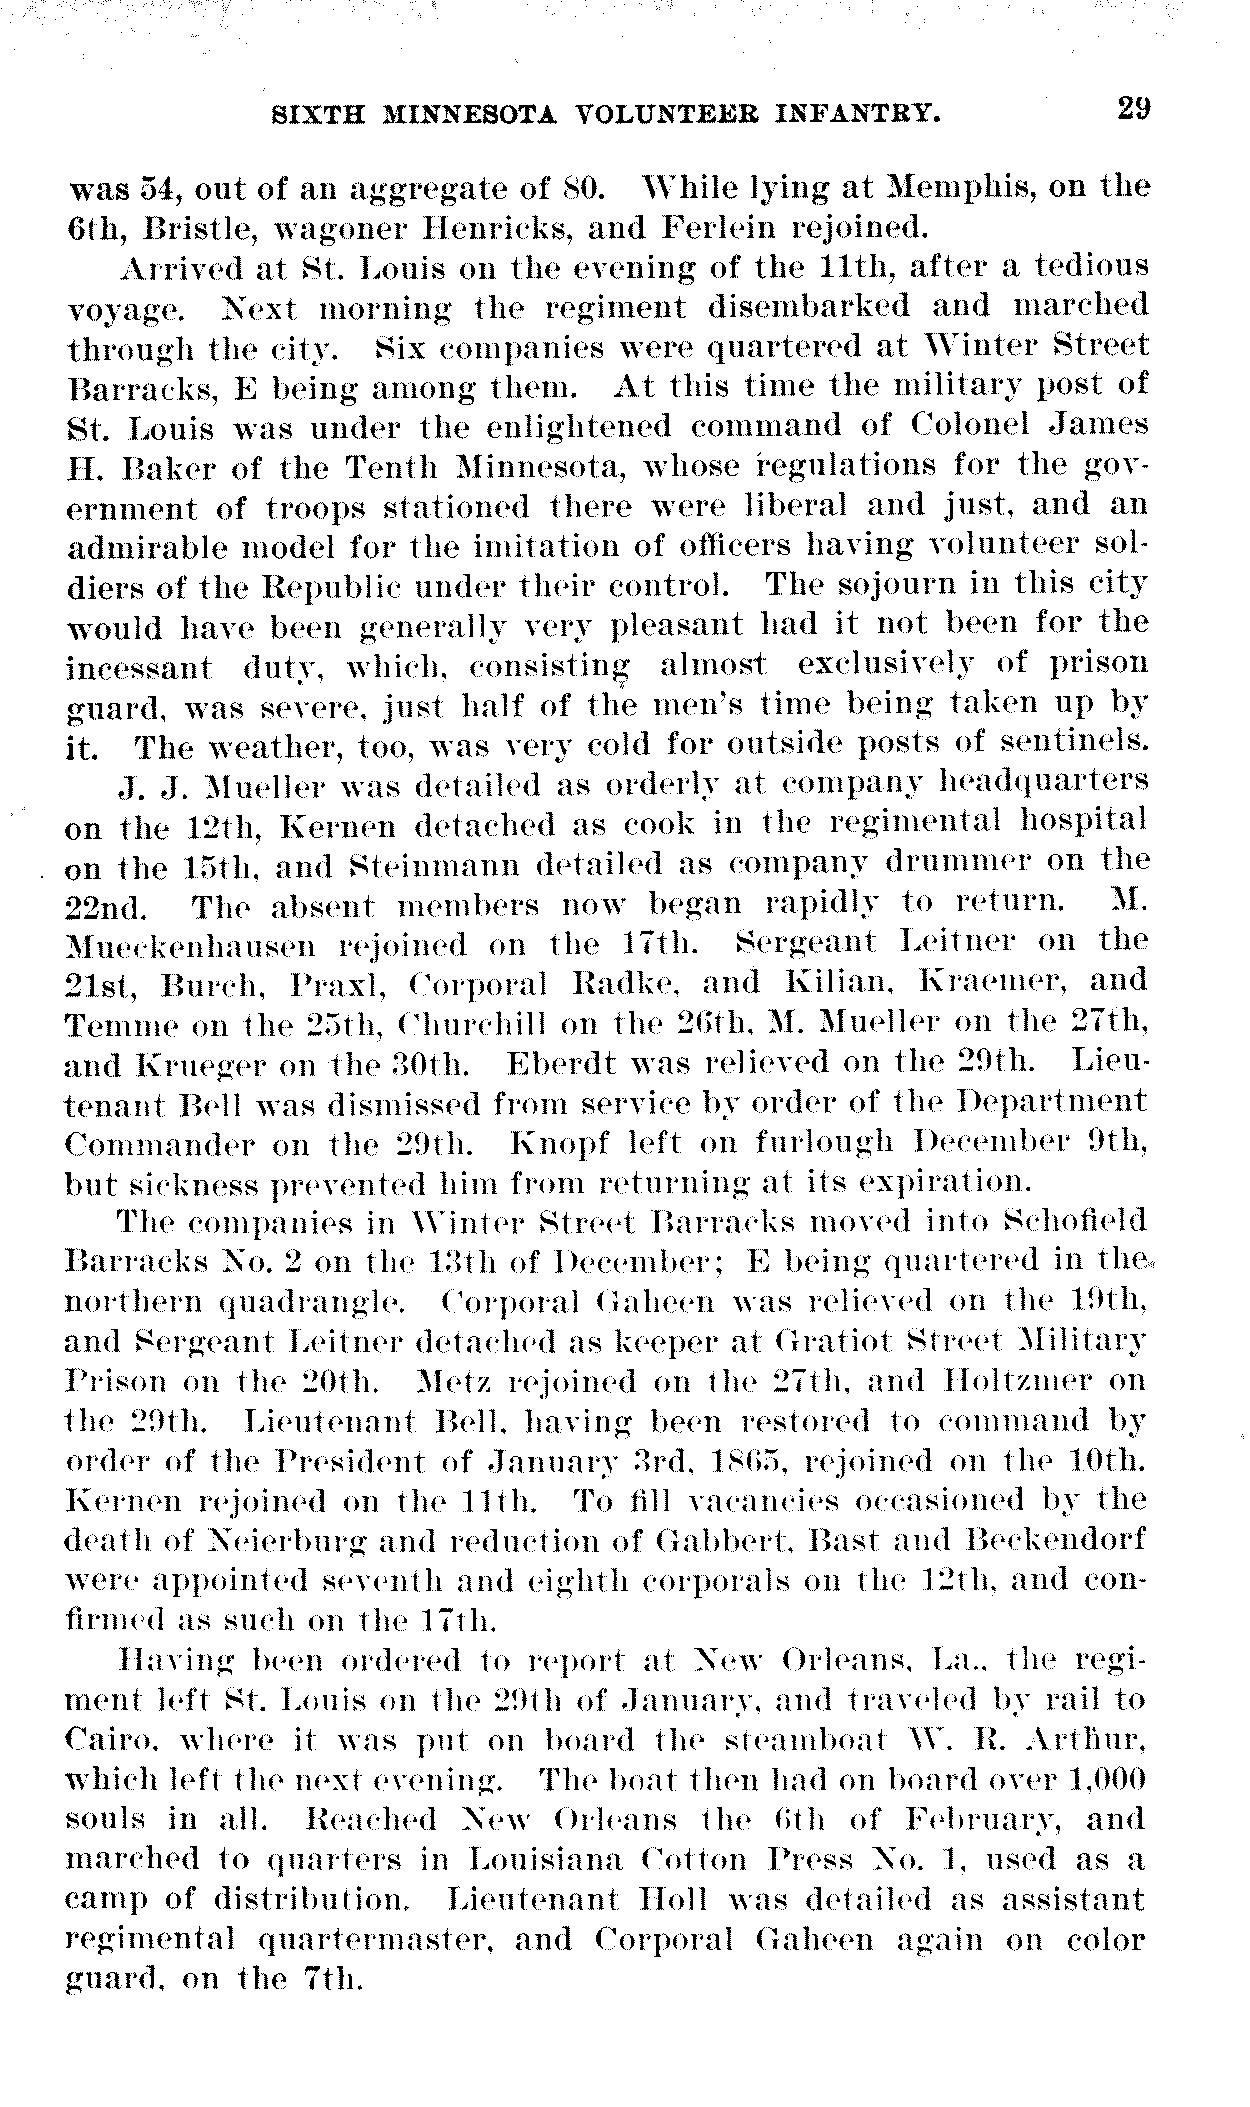 SIXTH MINNESOTA VOLUNTEER INFANTRY. 29
was 54, out of an aggregate of 80. While lying at Memphis, on the
6th, Bristle, wagoner Henricks, and Ferlein rejoined.
Arrived at St. Louis on the evening of the 11th, after a tedious
voyage. Next morning the regiment disembarked and marched
through the city. Six companies were quartered at Winter Street
Barracks, E being among them. At this time the military post of
St. Louis was under the enlightened command of Colonel James
H. Baker of the Tenth Minnesota, whose regulations for the gov-
ernment of troops stationed there were liberal and just, and an
admirable model for the imitation of officers having volunteer sol-
diers of the Republic under their control. The sojourn in this city
would have been generally very pleasant had it not been for the
incessant duty, which, consisting almost exclusively of prison
guard, was severe, just half of the men's time being taken up by
it. The weather, too, was very cold for outside posts of sentinels.
J. J. Mueller was detailed as orderly at company headquarters
on the 12th, Kernen detached as cook in the regimental hospital
on the 15th, and Steinmann detailed as company drummer on the
22nd. The absent members now began rapidly to return. M.
Mueckenhausen rejoined on the 17th. Sergeant Leitner on the
21st, Burch, Praxl, Corporal Radke, and Kilian, Kraemer, and
Temme on the 25th, Churchill on the 26th, M. Mueller on the 27th,
and Krueger on the 30th. Eberdt was relieved on the 29th. Lieu-
tenant Bell was dismissed from service by order of the Department
Commander on the 29th. Knopf left on furlough December 9th,
but sickness prevented him from returning at its expiration.
The companies in Winter Street Barracks moved into Schofield
Barracks No. 2 on the 13th of December; E being quartered in the
northern quadrangle. Corporal Gaheen was relieved on the 19th,
and Sergeant Leitner detached as keeper at Gratiot Street Military
Prison on the 20th. Metz rejoined on the 27th, and Holtzmer on
the 29th. Lieutenant Bell, having been restored to command by
order of the President of January 3rd, 1865, rejoined on the 10th.
Kernen rejoined on the 11th. To fill vacancies occasioned by the
death of Neierburg and reduction of Gabbert, Bast and Beckendorf
were appointed seventh and eighth corporals on the 12th, and con-
firmed as such on the 17th.
Having been ordered to report at New Orleans, La., the regi-
ment left St. Louis on the 29th of January, and traveled by rail to
Cairo, where it was put on board the steamboat W. R. Arthur,
which left the next evening. The boat then had on board over 1,000
souls in all. Reached New Orleans the 6th of February, and
marched to quarters in Louisiana Cotton Press No. 1, used as a
camp of distribution. Lieutenant Holl was detailed as assistant
regimental quartermaster, and Corporal Gaheen again on color
guard, on the 7th.